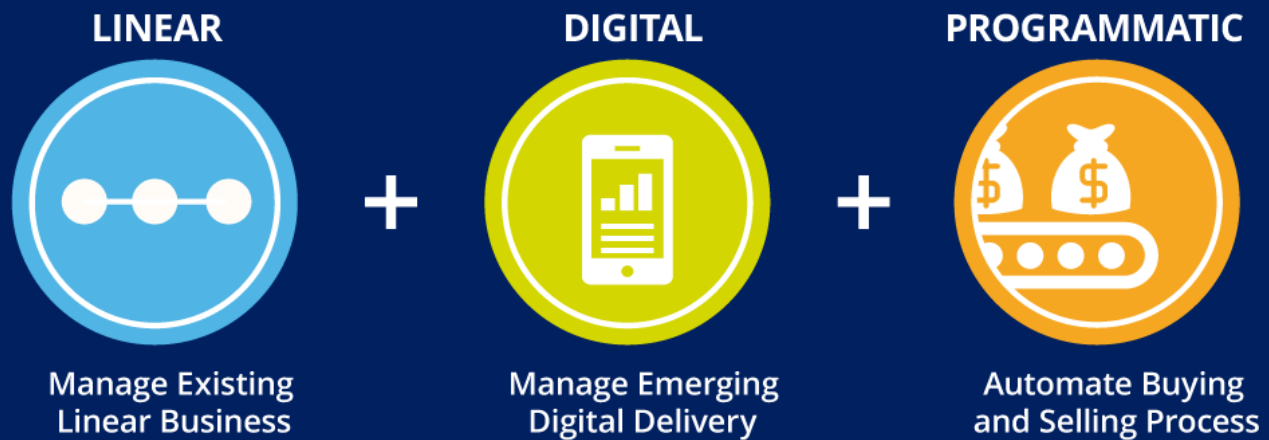 LINEAR
DIGITAL
PROGRAMMATIC
$
$
Manage Existing
Linear Business
Manage Emerging
Digital Delivery
Automate Buying
and Selling Process